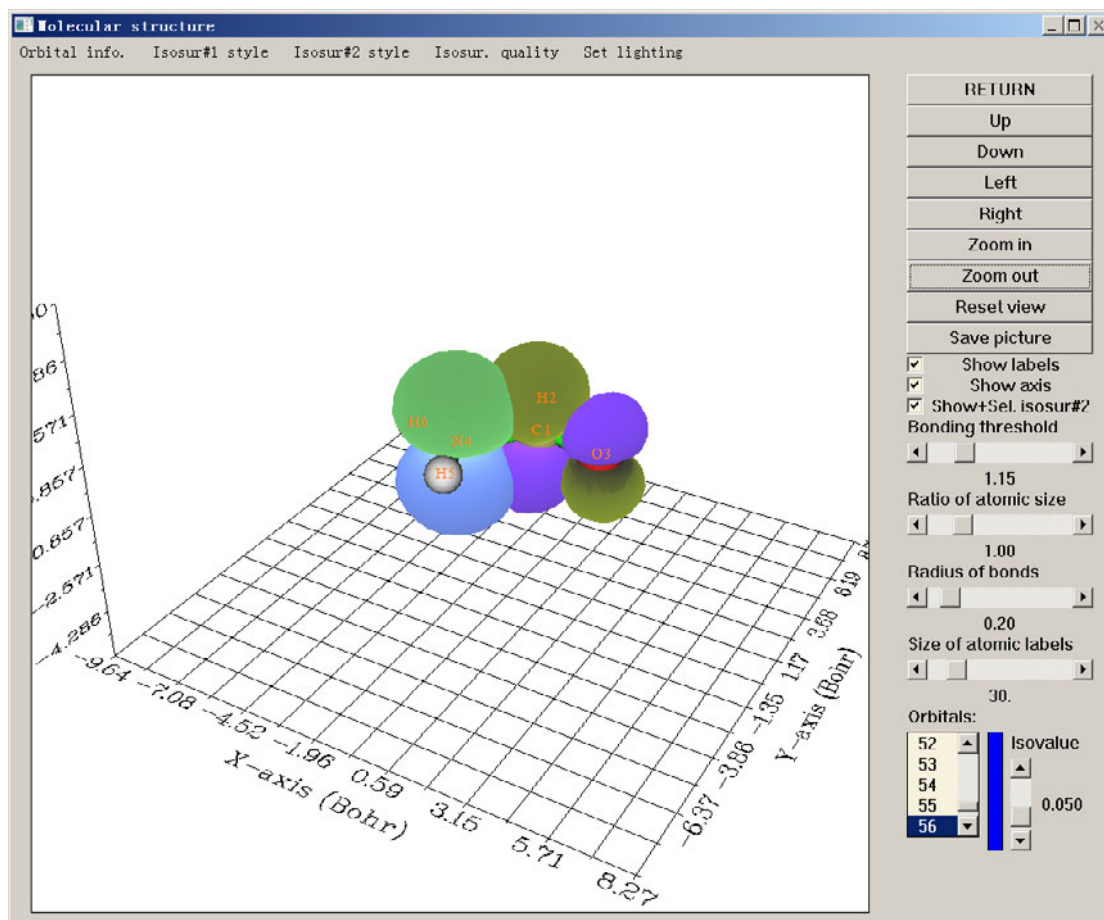 Molecular structure
Orbital info. Isosur#1 style Isosur#2 style Isosur. quality Set lighting
RETURN
Up
Down
Left
Right
Zoom in
Zoom out
Reset view
Save picture
Show labels
Show axis
Show+Sel. isosur#2
Bonding threshold
1.15
Ratio of atomic size
1.00
Radius of bonds
0.20
Size of atomic labels
30.
Orbitals:
52
53
54
55
56
Isovalue
0.050
H2
H6
N4
C1
O3
H5
-2.571
-4.286
-9.64 -7.08 -4.52 -1.96 0.59 3.15 5.71 8.27
X-axis (Bohr)
-6.37 -3.86 -1.35 1.17 3.68 6.19
Y-axis (Bohr)